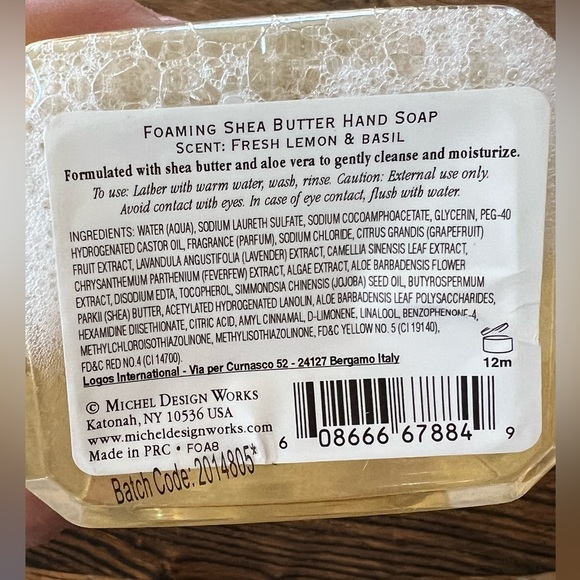 FOAMING SHEA BUTTER HAND SOAP
SCENT: FRESH LEMON & BASIL
Formulated with shea butter and aloe vera to gently cleanse and moisturize.
To use: Lather with warm water, wash, rinse. Caution: External use only.
Avoid contact with eyes. In case of eye contact, flush with water.
INGREDIENTS: WATER (AQUA), SODIUM LAURETH SULFATE, SODIUM COCOAMPHOACETATE, GLYCERIN, PEG-40
HYDROGENATED CASTOR OIL, FRAGRANCE (PARFUM), SODIUM CHLORIDE, CITRUS GRANDIS (GRAPEFRUIT)
FRUIT EXTRACT, LAVANDULA ANGUSTIFOLIA (LAVENDER) EXTRACT, CAMELLIA SINENSIS LEAF EXTRACT,
CHRYSANTHEMUM PARTHENIUM (FEVERFEW) EXTRACT, ALGAE EXTRACT, ALOE BARBADENSIS FLOWER
EXTRACT, DISODIUM EDTA, TOCOPHEROL, SIMMONDSIA CHINENSIS (JOJOBA) SEED OIL, BUTYROSPERMUM
PARKII (SHEA) BUTTER, ACETYLATED HYDROGENATED LANOLIN, ALOE BARBADENSIS LEAF POLYSACCHARIDES,
HEXAMIDINE DIISETHIONATE, CITRIC ACID, AMYL CINNAMAL, D-LIMONENE, LINALOOL, BENZOPHENONE-4,
METHYLCHLOROISOTHIAZOLINONE, METHYLISOTHIAZOLINONE, FD&C YELLOW NO. 5 (CI 19140),
FD&C RED NO.4 (CI 14700).
Logos International - Via per Curnasco 52 - 24127 Bergamo Italy
12m
© MICHEL DESIGN WORKS
Katonah, NY 10536 USA
www.micheldesignworks.com
Made in PRC • FOA8
6 08666 67884 9
Batch Code: 2014805*